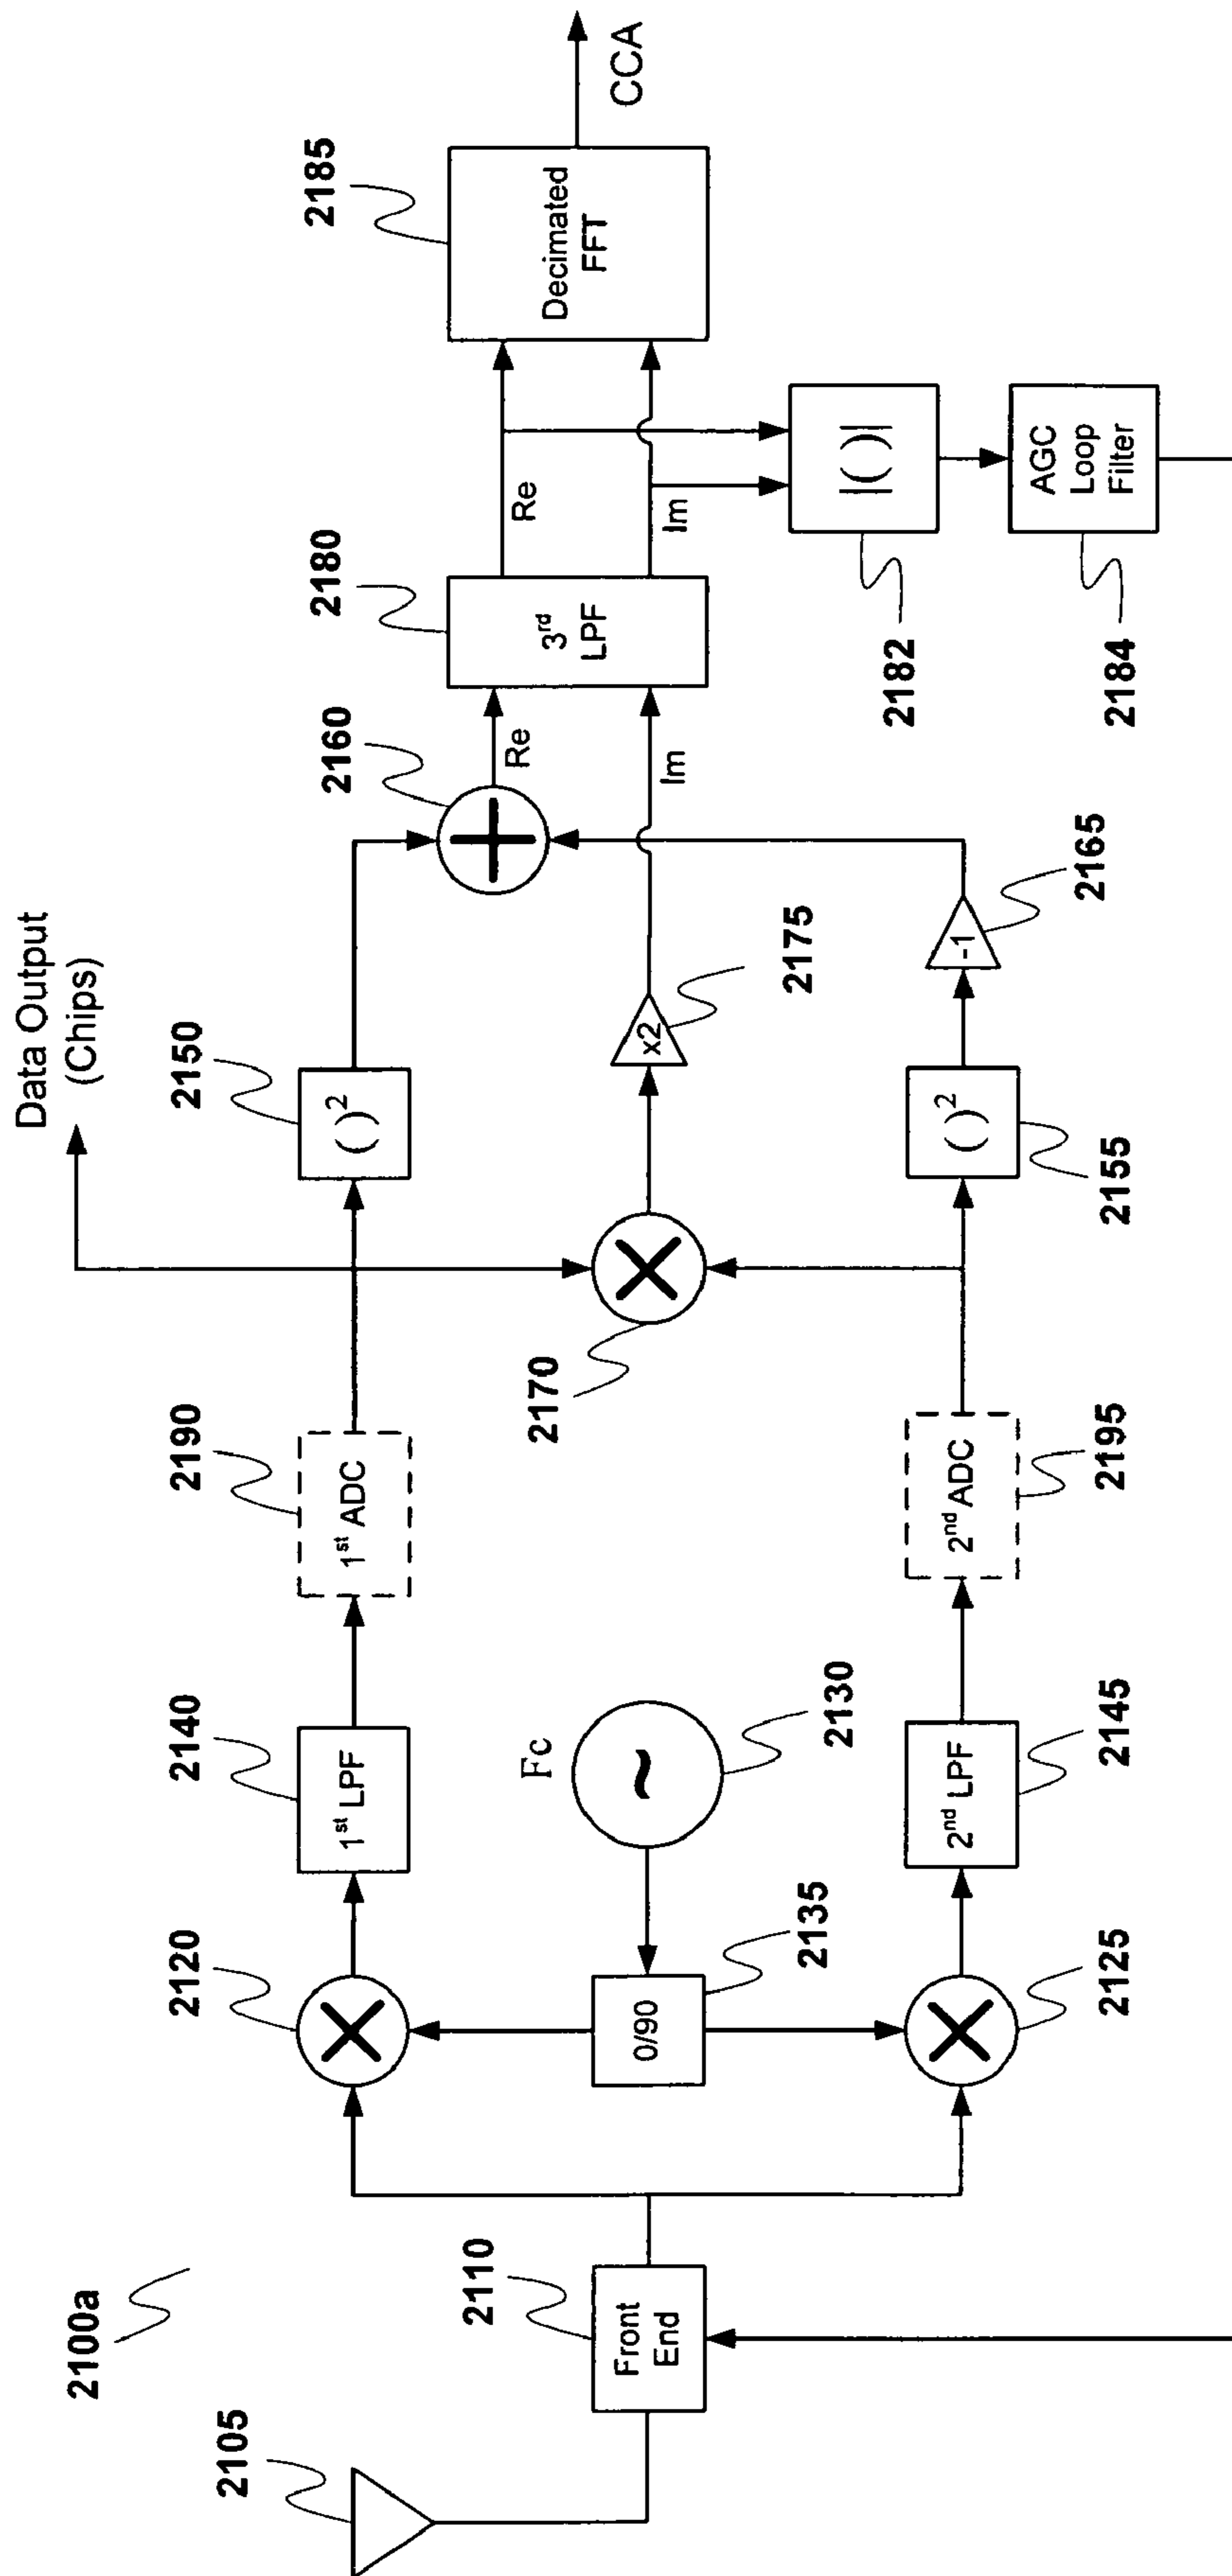 2100a
2105
2110
Front
End
2120
2125
0/90
2135
Fc
~
2130
2140
1st LPF
2145
2nd LPF
2190
1st ADC
2195
2nd ADC
Data Output
(Chips)
2170
2150
( )²
2155
( )²
x2
2175
-1
2165
2160
Re
Im
2180
3rd
LPF
Re
Im
2182
|( )|
2184
AGC
Loop
Filter
2185
Decimated
FFT
CCA